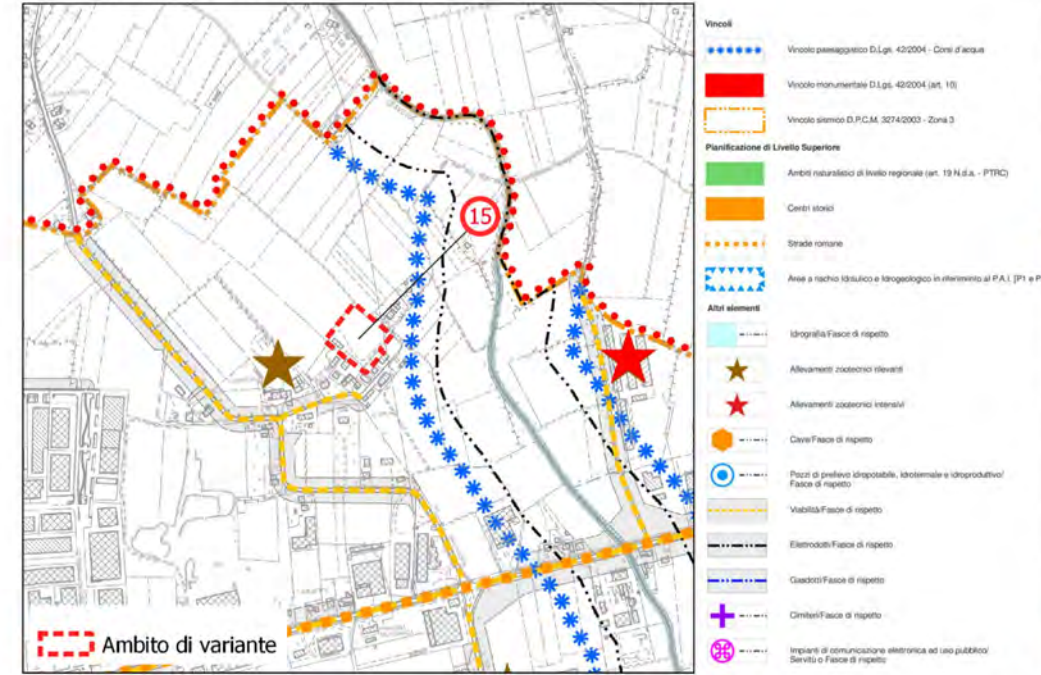 15
Ambito di variante
Vincoli
Vincolo paesaggistico D.Lgs. 42/2004 - Corsi d'acqua
Vincolo monumentale D.Lgs. 42/2004 (art. 10)
Vincolo sismico D.P.C.M. 3274/2003 - Zona 3
Pianificazione di Livello Superiore
Ambiti naturalistici di livello regionale (art. 19 N.d.a. - PTRC)
Centri storici
Strade romane
Aree a rischio Idraulico e Idrogeologico in riferimento al P.A.I. [P1 e P
Altri elementi
Idrografia/Fasce di rispetto
Allevamenti zootecnici rilevanti
Allevamenti zootecnici intensivi
Cave/Fasce di rispetto
Pozzi di prelievo idropotabile, idrotermale e idroproduttivo/
Fasce di rispetto
Viabilità/Fasce di rispetto
Elettrodotti/Fasce di rispetto
Gasdotti/Fasce di rispetto
Cimiteri/Fasce di rispetto
Impianti di comunicazione elettronica ad uso pubblico/
Servitù o Fasce di rispetto